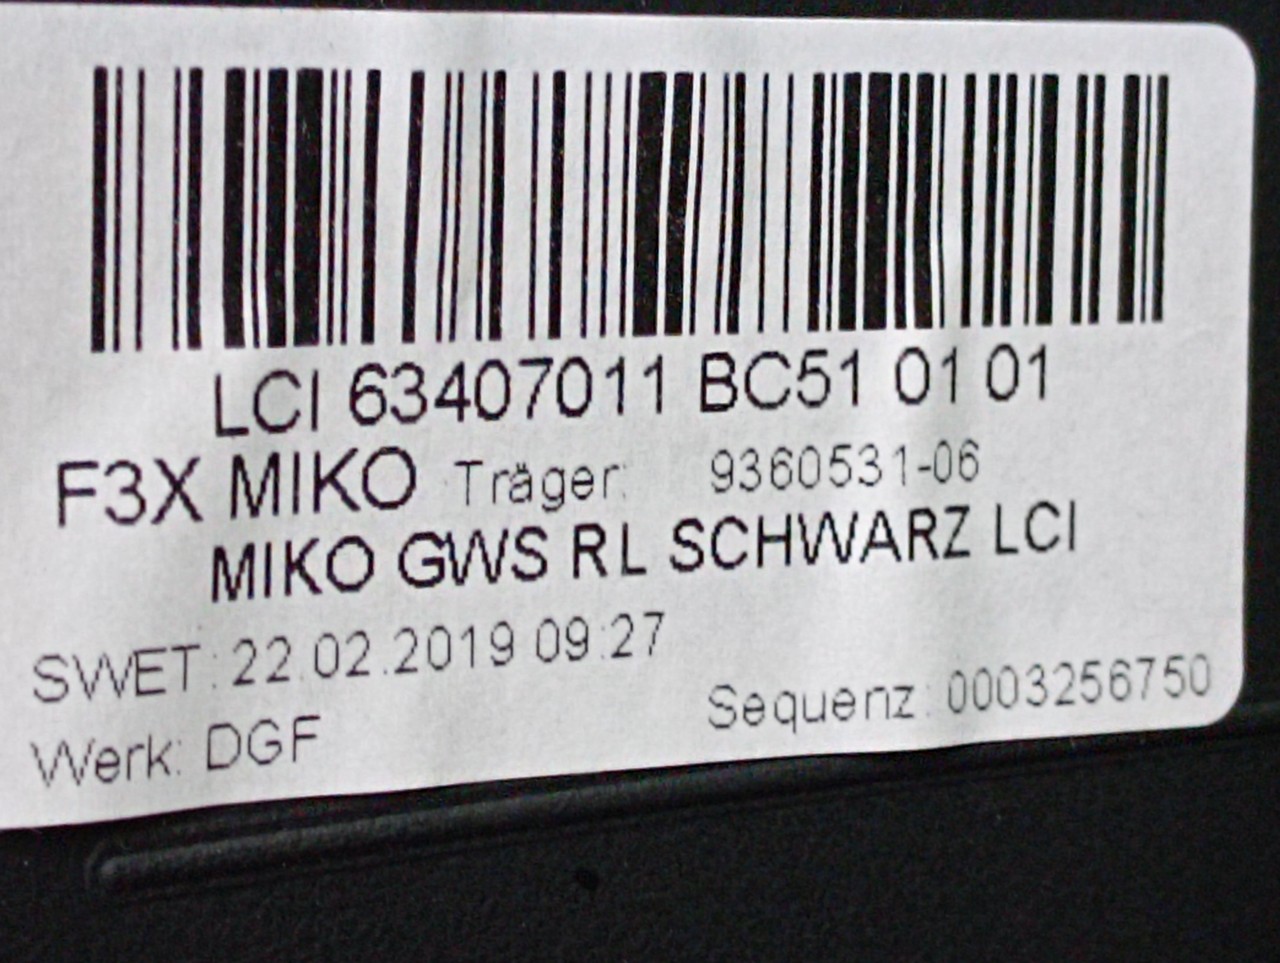 LCI 63407011 BC51 01 01
F3X MIKO Träger: 9360531-06
MIKO GWS RL SCHWARZ LCI
SWET: 22.02.2019 09:27
Sequenz: 0003256750
Werk: DGF